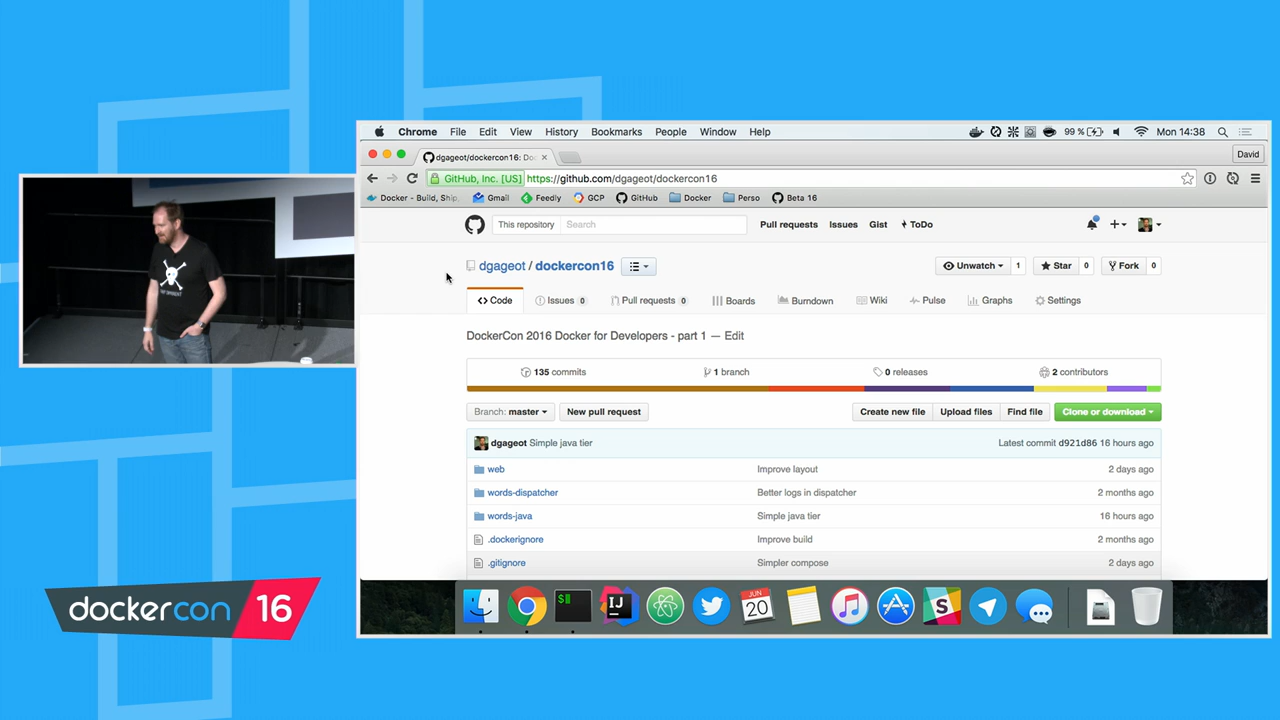 Chrome File Edit View History Bookmarks People Window Help 99 % Mon 14:38
dgageot/dockercon16: Do
David
GitHub, Inc. [US] https://github.com/dgageot/dockercon16
Docker - Build, Ship, Gmail Feedly GCP GitHub Docker Perso Beta 16
This repository Search Pull requests Issues Gist ToDo
dgageot / dockercon16 Unwatch 1 Star 0 Fork 0
Code Issues 0 Pull requests 0 Boards Burndown Wiki Pulse Graphs Settings
DockerCon 2016 Docker for Developers - part 1 — Edit
135 commits 1 branch 0 releases 2 contributors
Branch: master New pull request Create new file Upload files Find file Clone or download
dgageot Simple java tier Latest commit d921d86 16 hours ago
web Improve layout 2 days ago
words-dispatcher Better logs in dispatcher 2 months ago
words-java Simple java tier 16 hours ago
.dockerignore Improve build 2 months ago
.gitignore Simpler compose 2 days ago
$
IJ
JUN
20
S
dockercon 16